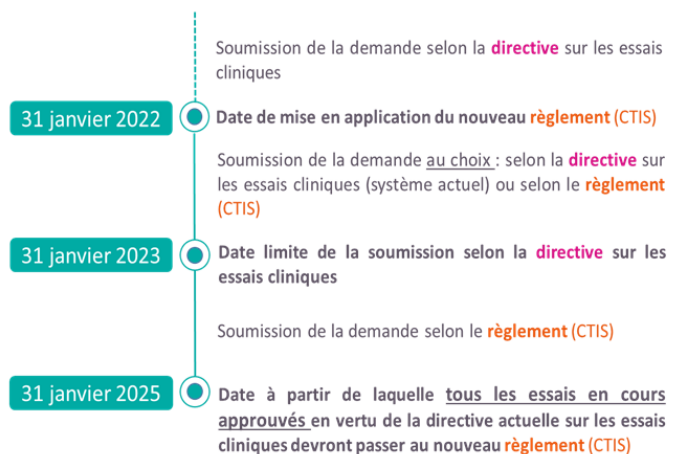 Soumission de la demande selon la directive sur les essais
cliniques
31 janvier 2022
Date de mise en application du nouveau règlement (CTIS)
Soumission de la demande au choix : selon la directive sur
les essais cliniques (système actuel) ou selon le règlement
(CTIS)
31 janvier 2023
Date limite de la soumission selon la directive sur les
essais cliniques
Soumission de la demande selon le règlement (CTIS)
31 janvier 2025
Date à partir de laquelle tous les essais en cours
approuvés en vertu de la directive actuelle sur les essais
cliniques devront passer au nouveau règlement (CTIS)